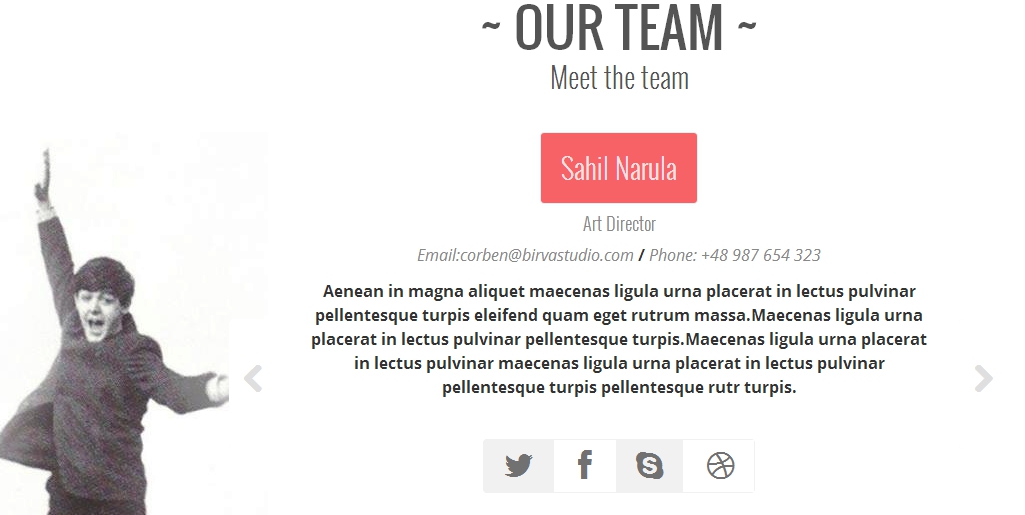 ~ OUR TEAM ~
Meet the team
Sahil Narula
Art Director
Email:corben@birvastudio.com / Phone: +48 987 654 323
Aenean in magna aliquet maecenas ligula urna placerat in lectus pulvinar
pellentesque turpis eleifend quam eget rutrum massa.Maecenas ligula urna
placerat in lectus pulvinar pellentesque turpis.Maecenas ligula urna placerat
in lectus pulvinar maecenas ligula urna placerat in lectus pulvinar
pellentesque turpis pellentesque rutr turpis.